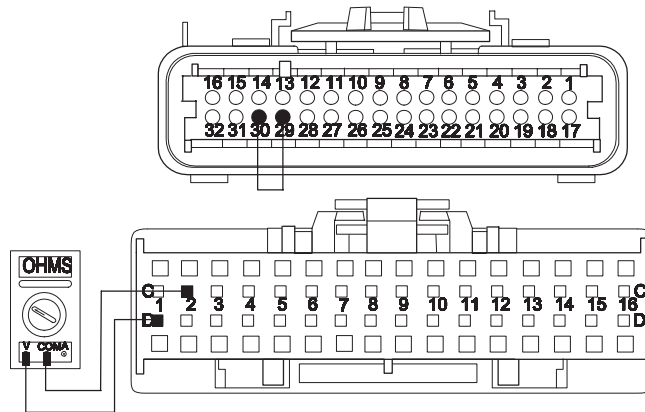 16 15 14 13 12 11 10 9 8 7 6 5 4 3 2 1
32 31 30 29 28 27 26 25 24 23 22 21 20 19 18 17
OHMS
C C
1 2 3 4 5 6 7 8 9 10 11 12 13 14 15 16
D D
V COM A